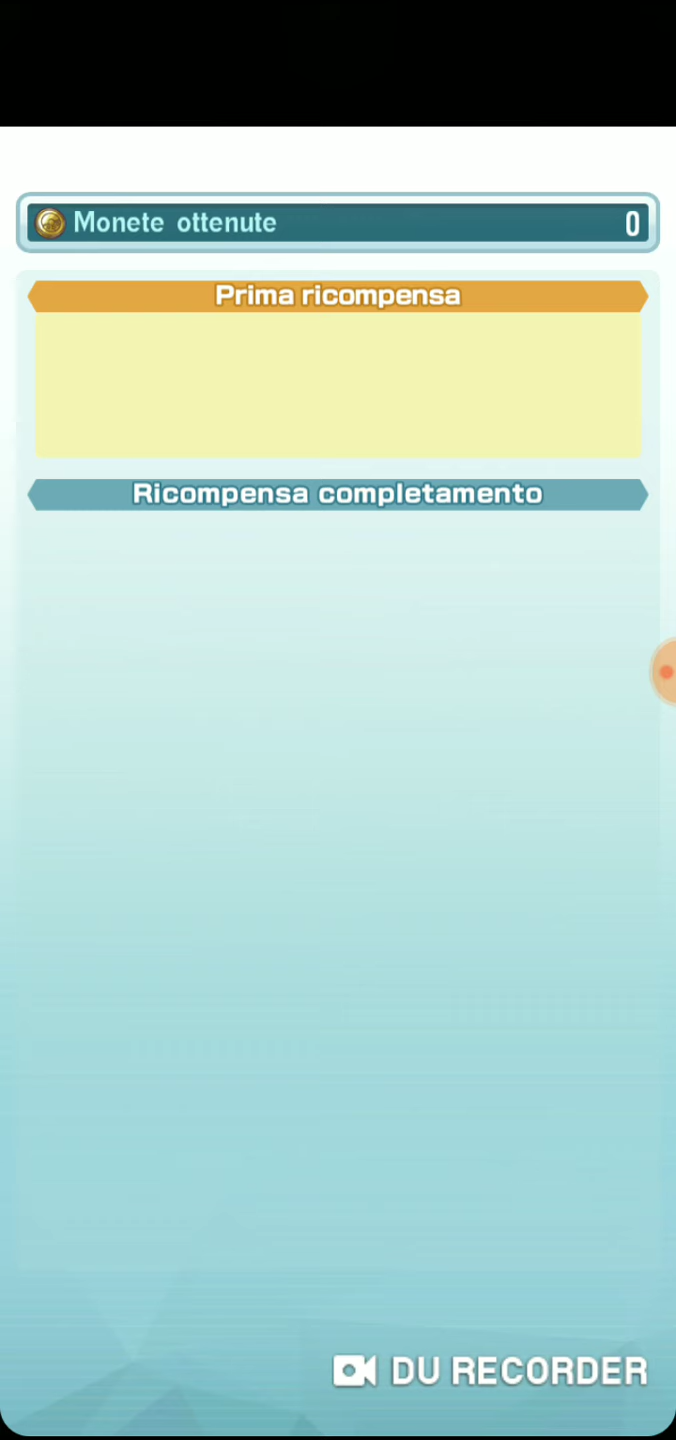 Monete ottenute 0
Prima ricompensa
Ricompensa completamento
DU RECORDER